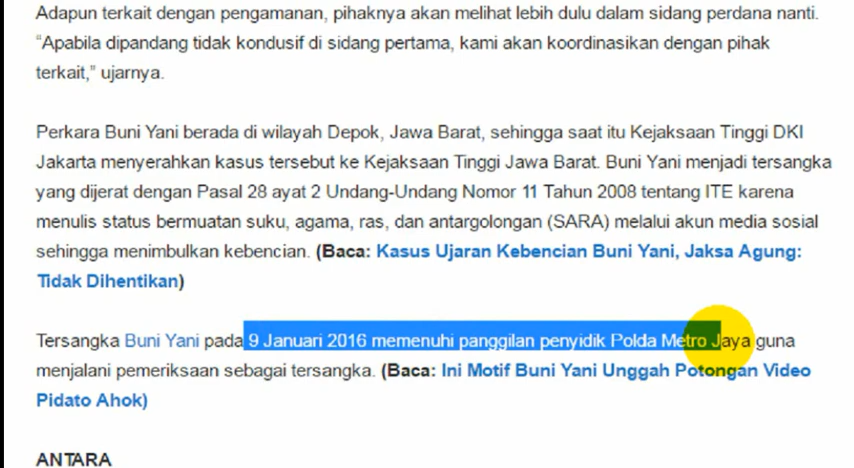 Adapun terkait dengan pengamanan, pihaknya akan melihat lebih dulu dalam sidang perdana nanti.
“Apabila dipandang tidak kondusif di sidang pertama, kami akan koordinasikan dengan pihak
terkait,” ujarnya.
Perkara Buni Yani berada di wilayah Depok, Jawa Barat, sehingga saat itu Kejaksaan Tinggi DKI
Jakarta menyerahkan kasus tersebut ke Kejaksaan Tinggi Jawa Barat. Buni Yani menjadi tersangka
yang dijerat dengan Pasal 28 ayat 2 Undang-Undang Nomor 11 Tahun 2008 tentang ITE karena
menulis status bermuatan suku, agama, ras, dan antargolongan (SARA) melalui akun media sosial
sehingga menimbulkan kebencian. (Baca: Kasus Ujaran Kebencian Buni Yani, Jaksa Agung:
Tidak Dihentikan)
Tersangka Buni Yani pada 9 Januari 2016 memenuhi panggilan penyidik Polda Metro Jaya guna
menjalani pemeriksaan sebagai tersangka. (Baca: Ini Motif Buni Yani Unggah Potongan Video
Pidato Ahok)
ANTARA